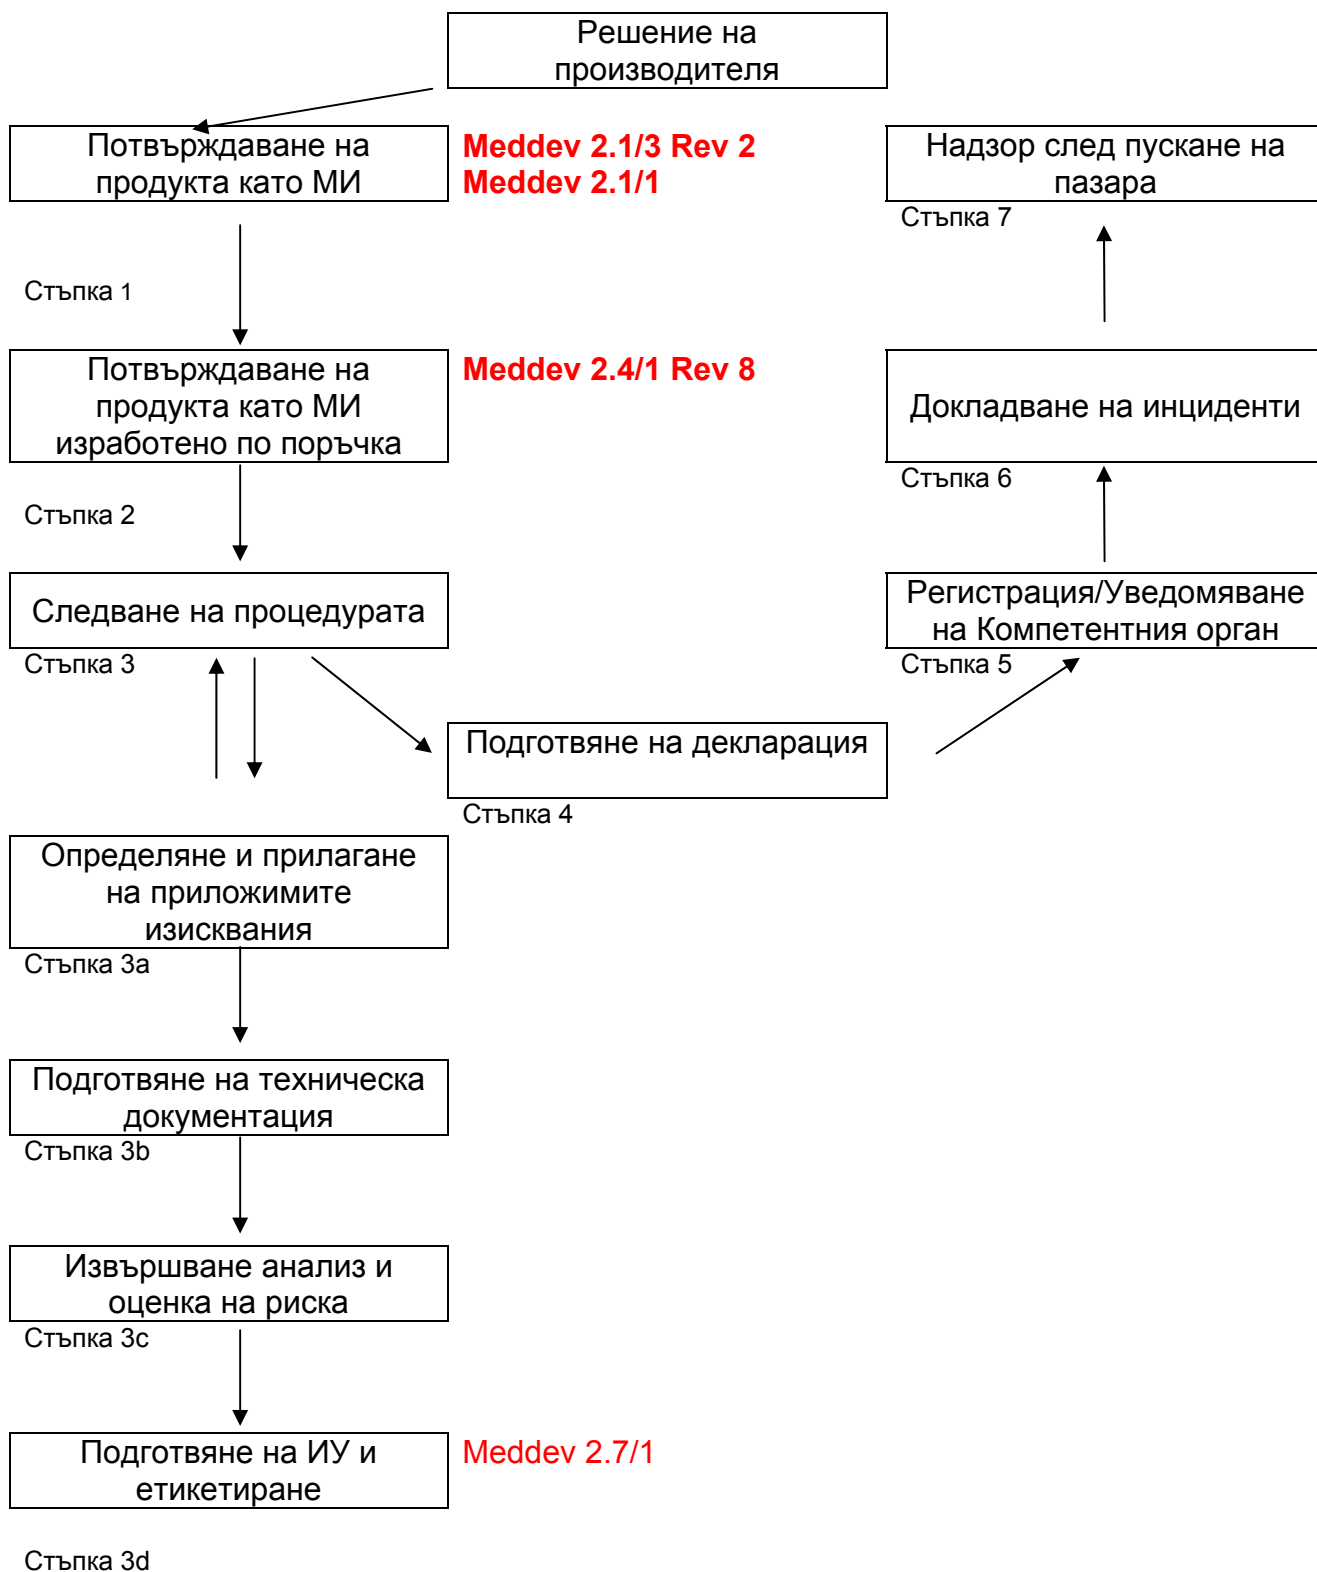 Решение на
производителя
Потвърждаване на
продукта като МИ
Meddev 2.1/3 Rev 2
Meddev 2.1/1
Надзор след пускане на
пазара
Стъпка 7
Стъпка 1
Потвърждаване на
продукта като МИ
изработено по поръчка
Meddev 2.4/1 Rev 8
Докладване на инциденти
Стъпка 6
Стъпка 2
Следване на процедурата
Стъпка 3
Регистрация/Уведомяване
на Компетентния орган
Стъпка 5
Подготвяне на декларация
Стъпка 4
Определяне и прилагане
на приложимите
изисквания
Стъпка 3a
Подготвяне на техническа
документация
Стъпка 3b
Извършване анализ и
оценка на риска
Стъпка 3c
Подготвяне на ИУ и
етикетиране
Meddev 2.7/1
Стъпка 3d